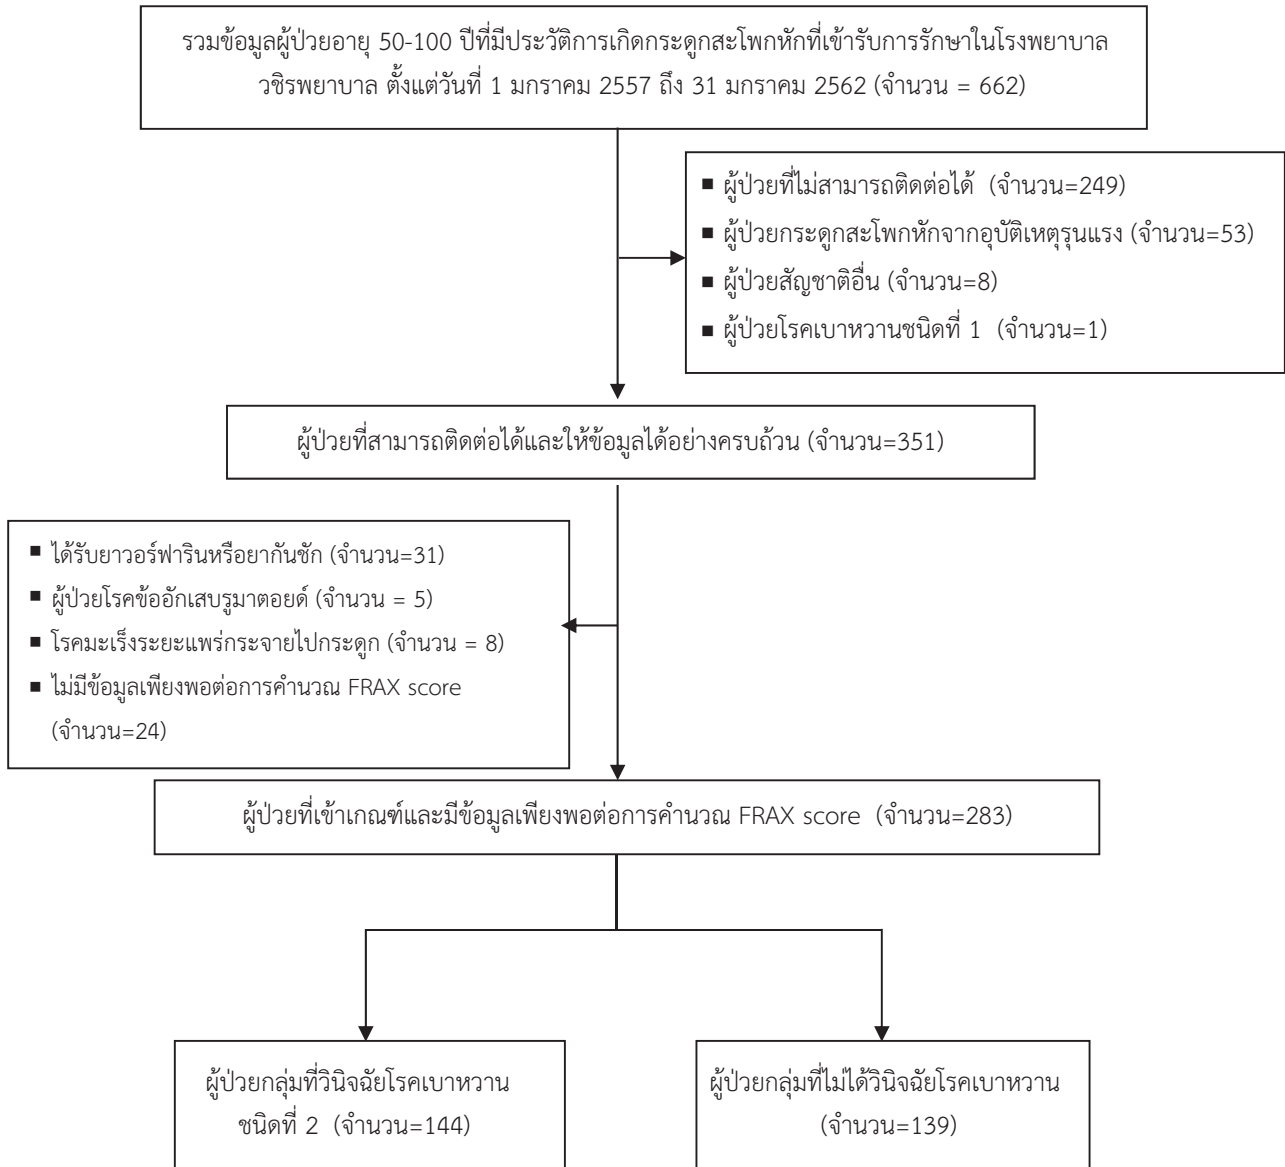 รวมข้อมูลผู้ป่วยอายุ 50-100 ปีที่มีประวัติการเกิดกระดูกสะโพกหักที่เข้ารับการรักษาในโรงพยาบาล
วชิรพยาบาล ตั้งแต่วันที่ 1 มกราคม 2557 ถึง 31 มกราคม 2562 (จำนวน = 662)
▪ ผู้ป่วยที่ไม่สามารถติดต่อได้ (จำนวน=249)
▪ ผู้ป่วยกระดูกสะโพกหักจากอุบัติเหตุรุนแรง (จำนวน=53)
▪ ผู้ป่วยสัญชาติอื่น (จำนวน=8)
▪ ผู้ป่วยโรคเบาหวานชนิดที่ 1 (จำนวน=1)
ผู้ป่วยที่สามารถติดต่อได้และให้ข้อมูลได้อย่างครบถ้วน (จำนวน=351)
▪ ได้รับยาวอร์ฟารินหรือยากันชัก (จำนวน=31)
▪ ผู้ป่วยโรคข้ออักเสบรูมาตอยด์ (จำนวน = 5)
▪ โรคมะเร็งระยะแพร่กระจายไปกระดูก (จำนวน = 8)
▪ ไม่มีข้อมูลเพียงพอต่อการคำนวณ FRAX score
(จำนวน=24)
ผู้ป่วยที่เข้าเกณฑ์และมีข้อมูลเพียงพอต่อการคำนวณ FRAX score (จำนวน=283)
ผู้ป่วยกลุ่มที่วินิจฉัยโรคเบาหวาน
ชนิดที่ 2 (จำนวน=144)
ผู้ป่วยกลุ่มที่ไม่ได้วินิจฉัยโรคเบาหวาน
(จำนวน=139)